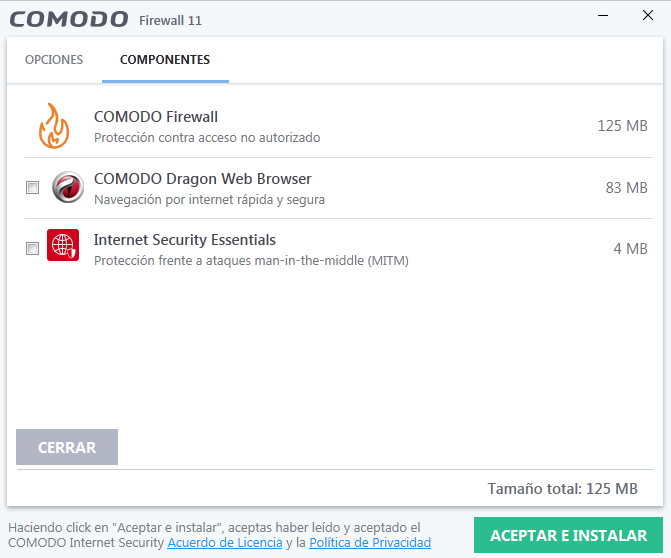 COMODO Firewall 11
OPCIONES COMPONENTES
COMODO Firewall
Protección contra acceso no autorizado
125 MB
COMODO Dragon Web Browser
Navegación por internet rápida y segura
83 MB
Internet Security Essentials
Protección frente a ataques man-in-the-middle (MITM)
4 MB
CERRAR
Tamaño total: 125 MB
Haciendo click en "Aceptar e instalar", aceptas haber leído y aceptado el
COMODO Internet Security Acuerdo de Licencia y la Política de Privacidad
ACEPTAR E INSTALAR